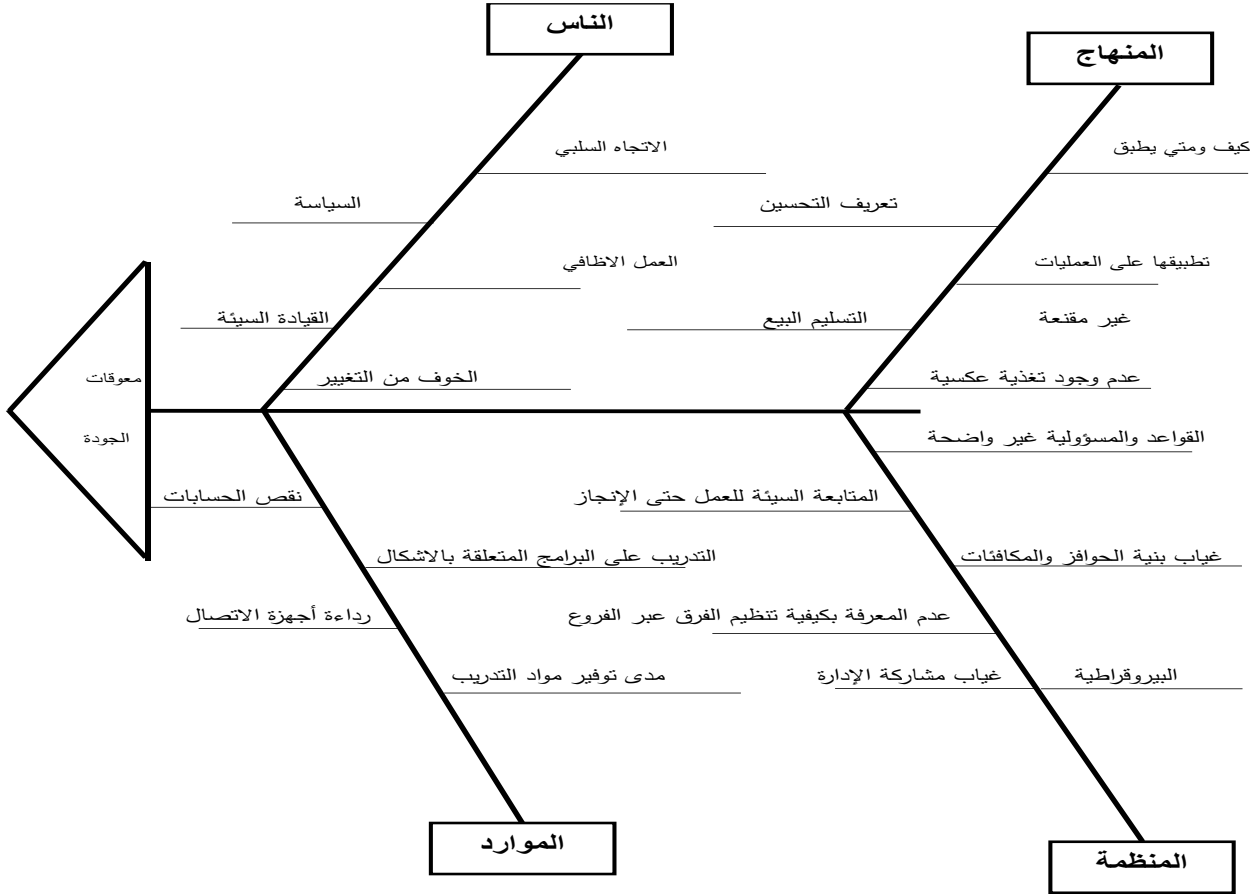 الناس
المنهاج
الاتجاه السلبي
كيف ومتي يطبق
السياسة
تعريف التحسين
العمل الاظافي
تطبيقها على العمليات
القيادة السيئة
التسليم البيع
غير مقنعة
الخوف من التغيير
عدم وجود تغذية عكسية
معوقات
الجودة
القواعد والمسؤولية غير واضحة
نقص الحسابات
المتابعة السيئة للعمل حتى الإنجاز
التدريب على البرامج المتعلقة بالاشكال
غياب بنية الحوافز والمكافئات
رداءة أجهزة الاتصال
عدم المعرفة بكيفية تنظيم الفرق عبر الفروع
مدى توفير مواد التدريب
غياب مشاركة الإدارة
البيروقراطية
الموارد
المنظمة